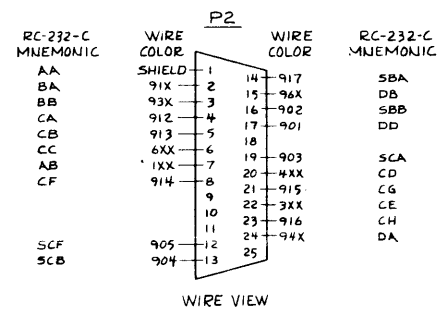 P2
RC-232-C WIRE WIRE RC-232-C
MNEMONIC COLOR COLOR MNEMONIC
AA SHIELD 1
14 917 SBA
BA 91X 2
15 96X DB
BB 93X 3
16 902 SBB
CA 912 4
17 901 DD
CB 913 5
18
CC 6XX 6
19 903 SCA
AB 1XX 7
20 4XX CD
CF 914 8
21 915 CG
9
22 3XX CE
10
23 916 CH
11
24 94X DA
SCF 905 12
25
SCB 904 13
WIRE VIEW